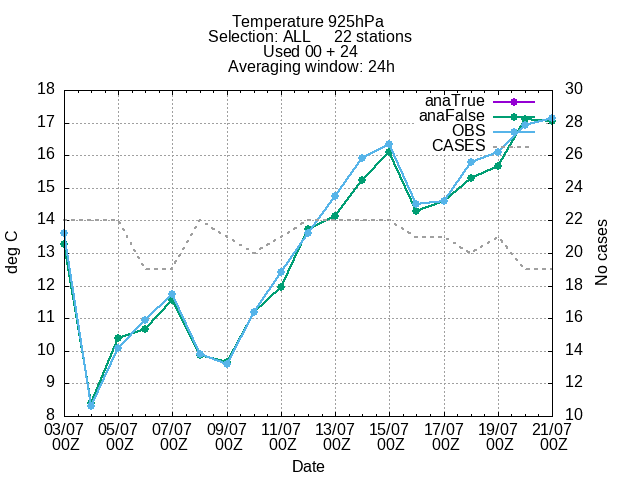 Temperature 925hPa
Selection: ALL 22 stations
Used 00 + 24
Averaging window: 24h
18
17
16
15
14
13
12
11
10
9
8
deg C
30
28
26
24
22
20
18
16
14
12
10
No cases
anaTrue
anaFalse
OBS
CASES
03/07 05/07 07/07 09/07 11/07 13/07 15/07 17/07 19/07 21/07
00Z 00Z 00Z 00Z 00Z 00Z 00Z 00Z 00Z 00Z
Date